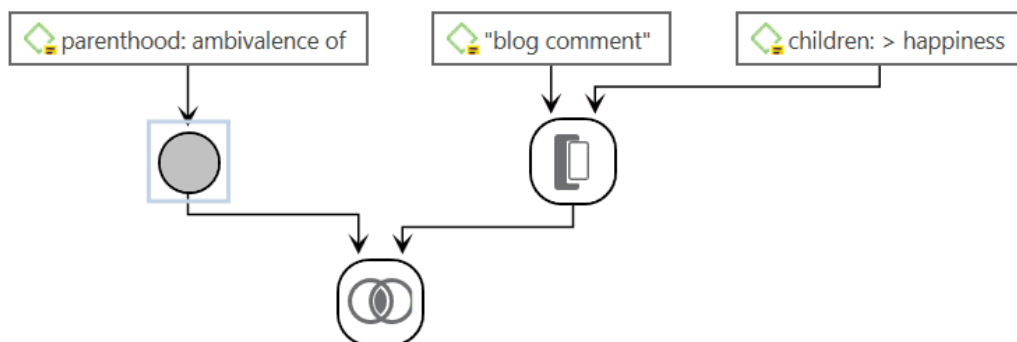 parenthood: ambivalence of
"blog comment"
children: > happiness